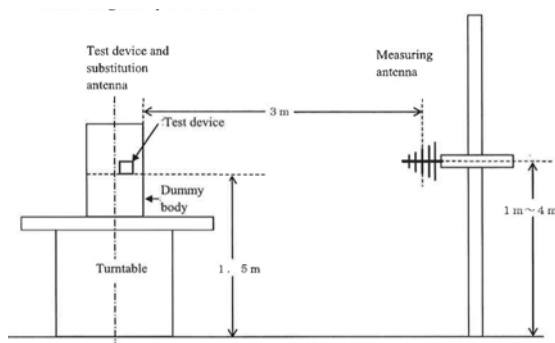 Test device and
substitution
antenna
Measuring
antenna
3 m
:Test device
Dummy
body
1 m～4 m
Turntable
1．5 m